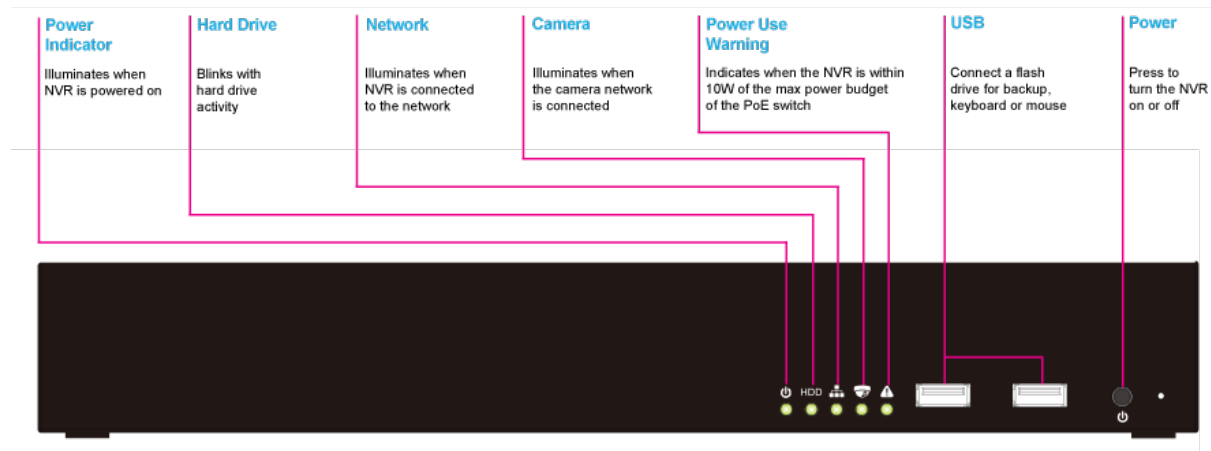 Power
Indicator
Illuminates when
NVR is powered on
Hard Drive
Blinks with
hard drive
activity
Network
Illuminates when
NVR is connected
to the network
Camera
Illuminates when
the camera network
is connected
Power Use
Warning
Indicates when the NVR is within
10W of the max power budget
of the PoE switch
USB
Connect a flash
drive for backup,
keyboard or mouse
Power
Press to
turn the NVR
on or off
HDD